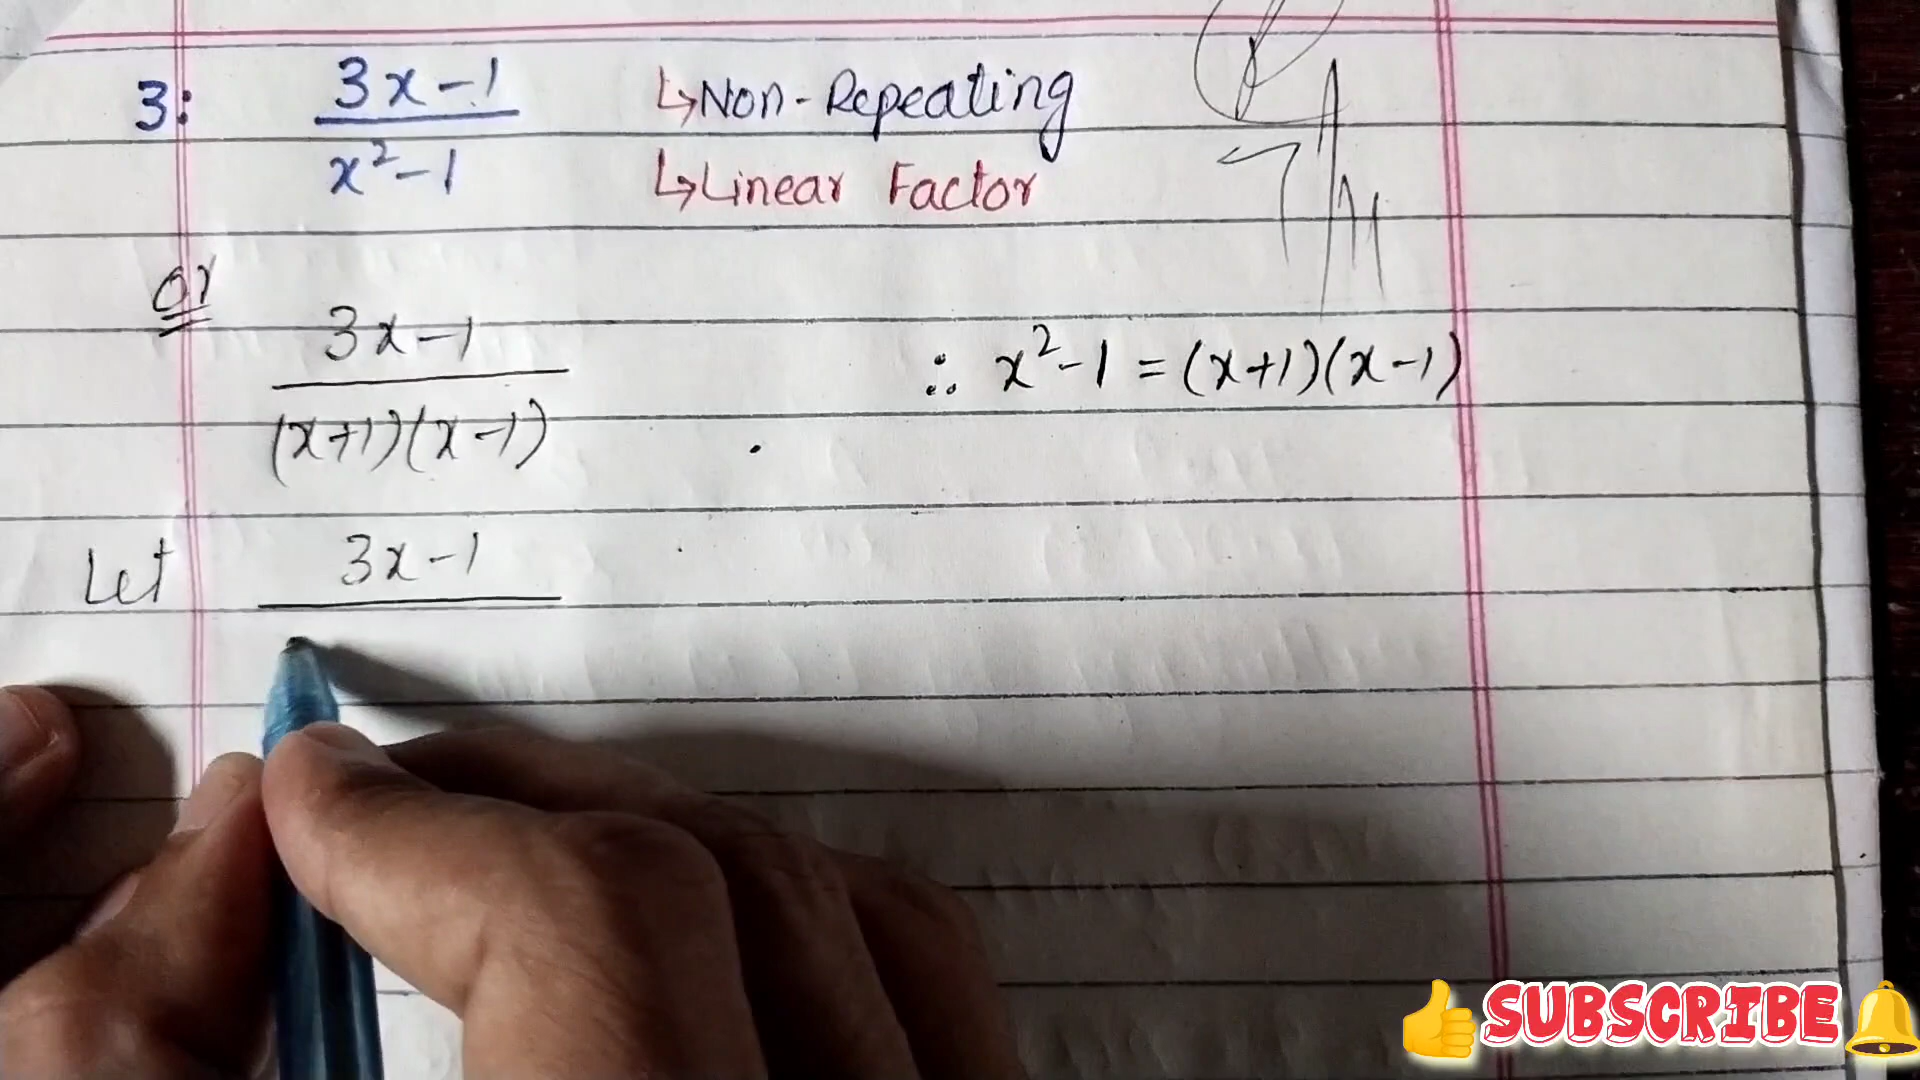 3: 3x-1 ↳Non-Repeating
x²-1 ↳Linear Factor
or
3x-1
(x+1)(x-1) ∴ x²-1=(x+1)(x-1)
Let 3x-1
SUBSCRIBE